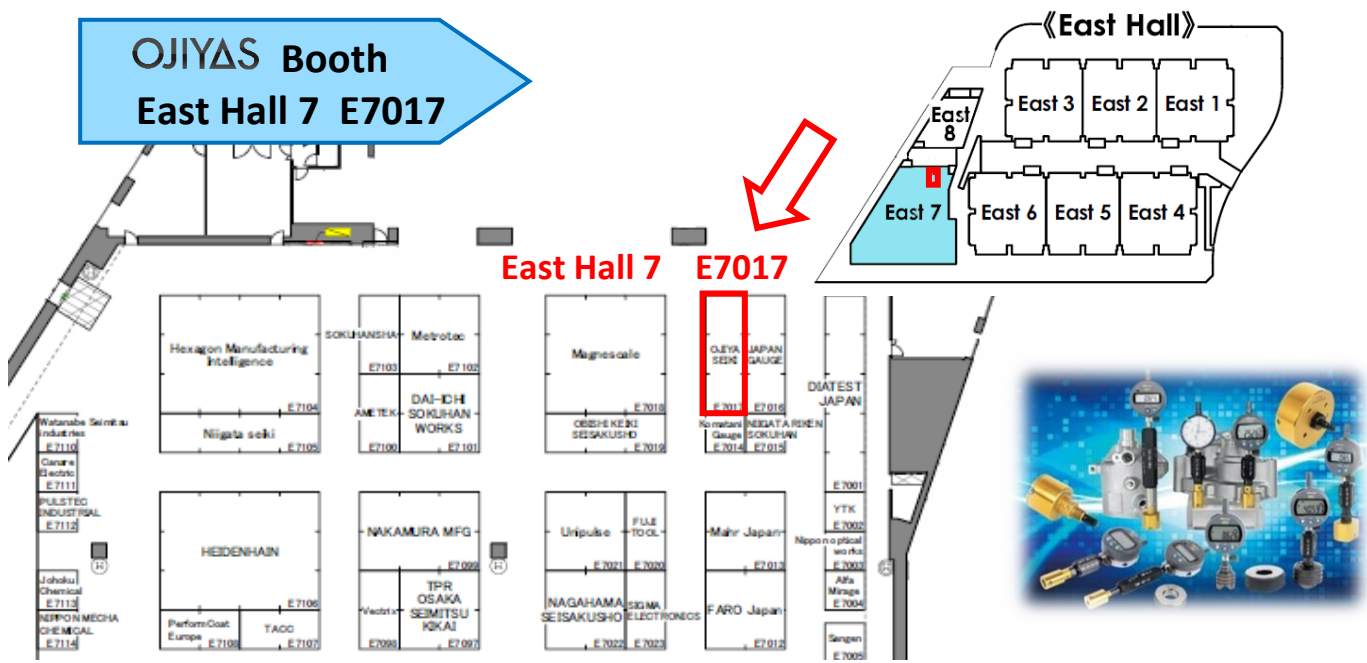 OJIYAS Booth
East Hall 7 E7017
《East Hall》
East 3
East 2
East 1
East
8
East 7
East 6
East 5
East 4
East Hall 7 E7017
Hexagon Manufacturing
Intelligence
E7104
Niigata seiki
E7105
SOKUHANSHA
E7103
Metrotec
E7102
AMETEK
E7100
DAI-ICHI
SOKUHAN
WORKS
E7101
Magnescale
E7018
OBISHI KEIKI
SEISAKUSHO
E7019
OJIYA
SEIKI
E7017
JAPAN
GAUGE
E7016
Komatani
Gauge
E7014
NIIGATA RIKEN
SOKUHAN
E7015
DIATEST
JAPAN
E7001
YTK
E7002
Nippon optical
works
E7003
Alfa
Mirage
E7004
Sangen
E7005
Watanabe Seimitsu
industries
E7110
Canare
Electric
E7111
PULSTEC
INDUSTRIAL
E7112
Johoku
Chemical
E7113
NIPPON MECHA
CHEMICAL
E7114
HEIDENHAIN
E7106
PerformCoat
Europe
E7108
TACC
E7107
NAKAMURA MFG
E7099
Vectrix
E7098
TPR
OSAKA
SEIMITSU
KIKAI
E7097
Unipulse
E7021
FUJI
TOOL
E7020
NAGAHAMA
SEISAKUSHO
E7022
SIGMA
ELECTRONICS
E7023
Mahr Japan
E7013
FARO Japan
E7012
H
H